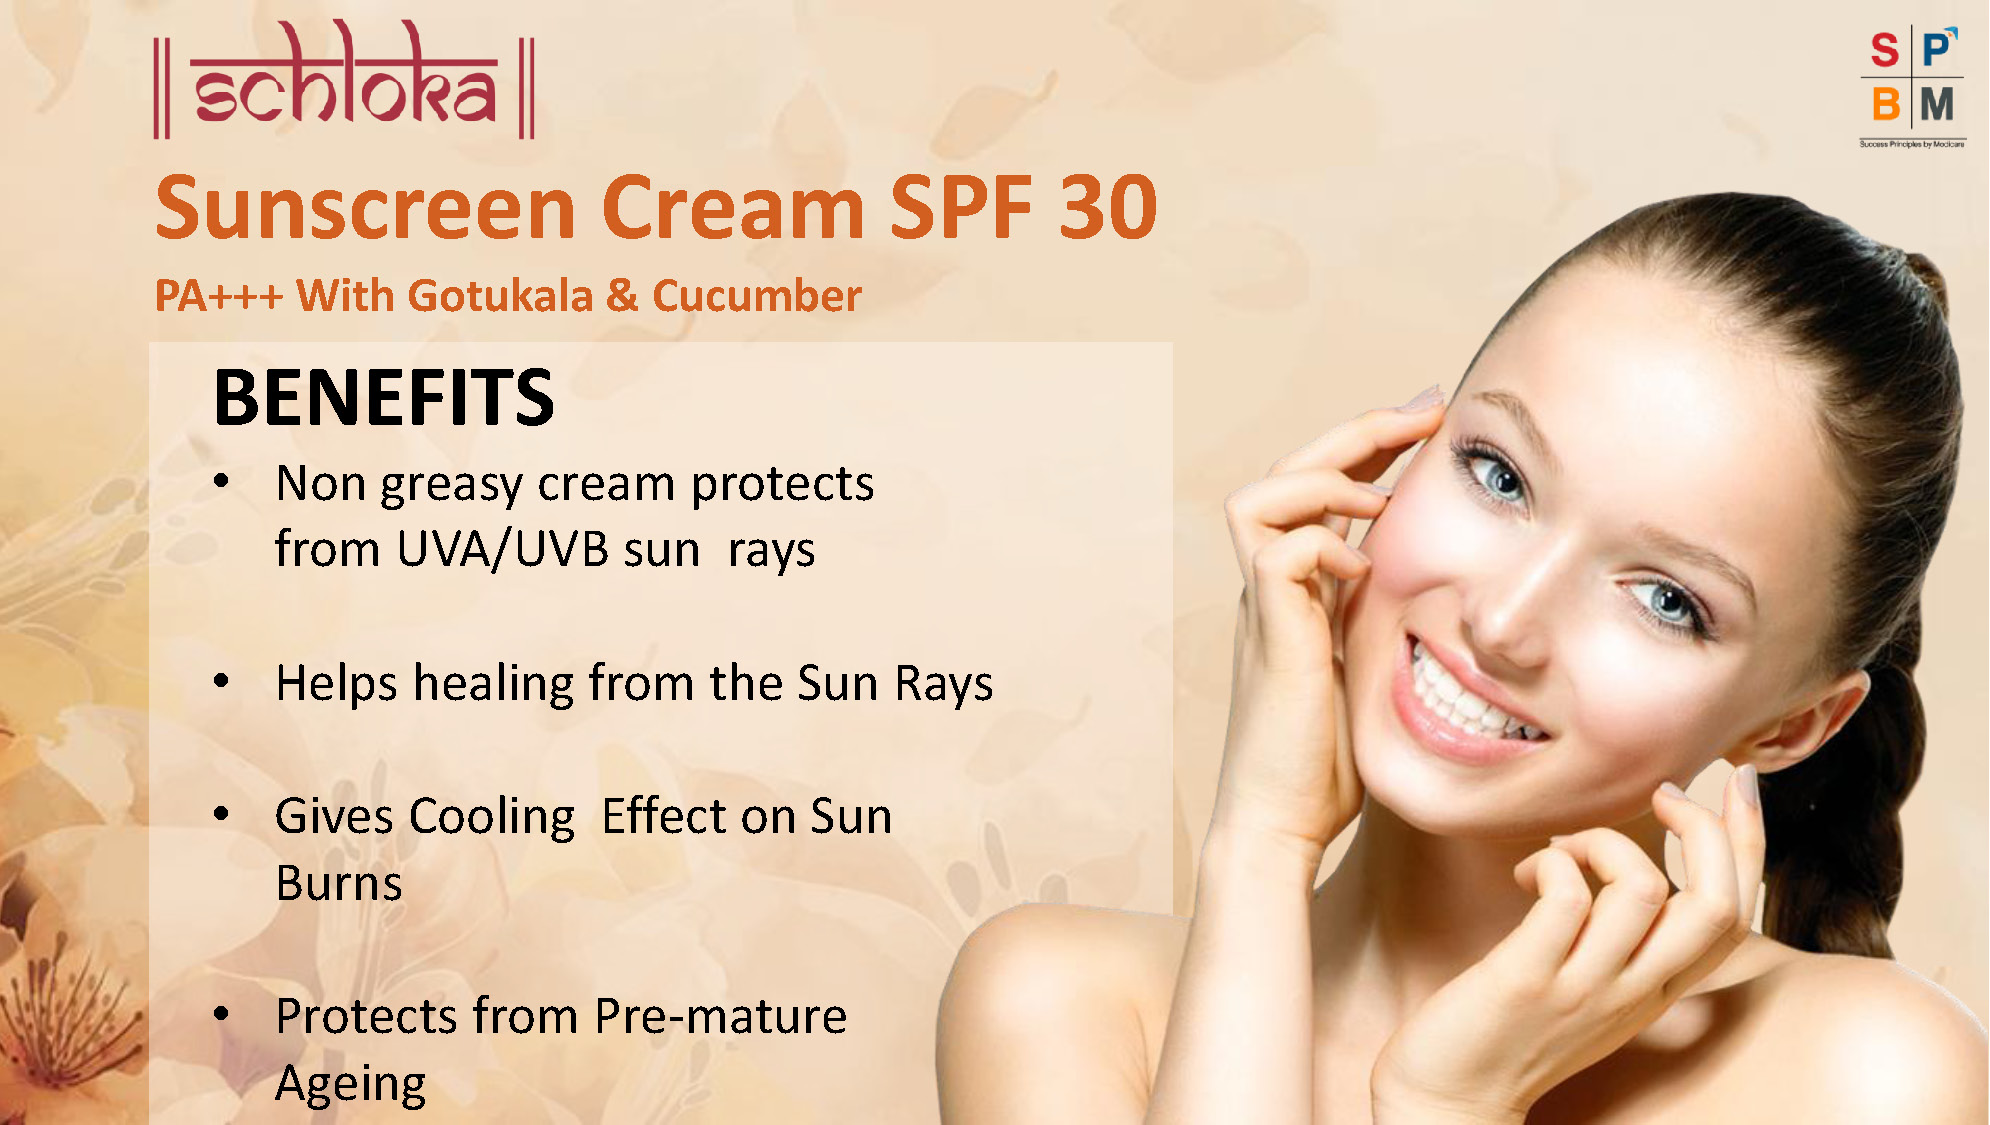 || schloka ||
S P
B M
Success Principles by Modicare
Sunscreen Cream SPF 30
PA+++ With Gotukala & Cucumber
BENEFITS
• Non greasy cream protects
from UVA/UVB sun rays
• Helps healing from the Sun Rays
• Gives Cooling Effect on Sun
Burns
• Protects from Pre-mature
Ageing